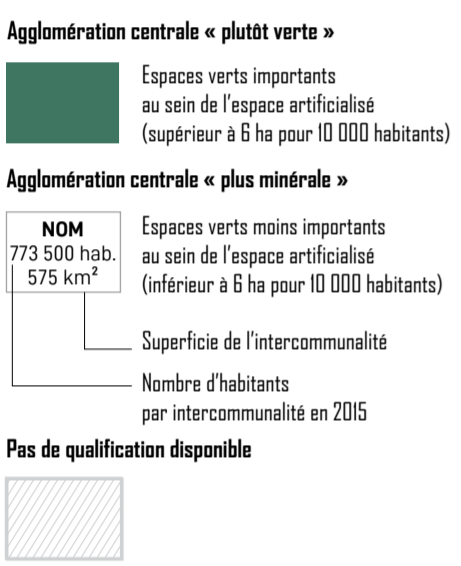 Agglomération centrale « plutôt verte »
Espaces verts importants
au sein de l'espace artificialisé
(supérieur à 6 ha pour 10 000 habitants)
Agglomération centrale « plus minérale »
NOM
773 500 hab.
575 km²
Espaces verts moins importants
au sein de l'espace artificialisé
(inférieur à 6 ha pour 10 000 habitants)
Superficie de l'intercommunalité
Nombre d'habitants
par intercommunalité en 2015
Pas de qualification disponible